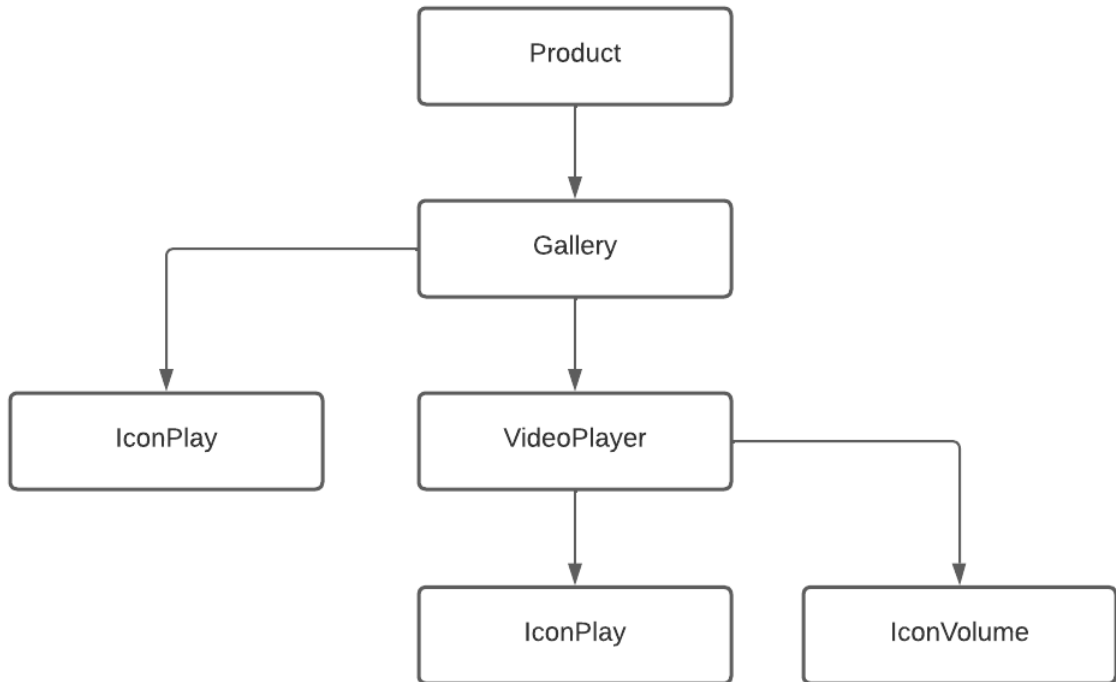 Product
Gallery
IconPlay
VideoPlayer
IconPlay
IconVolume